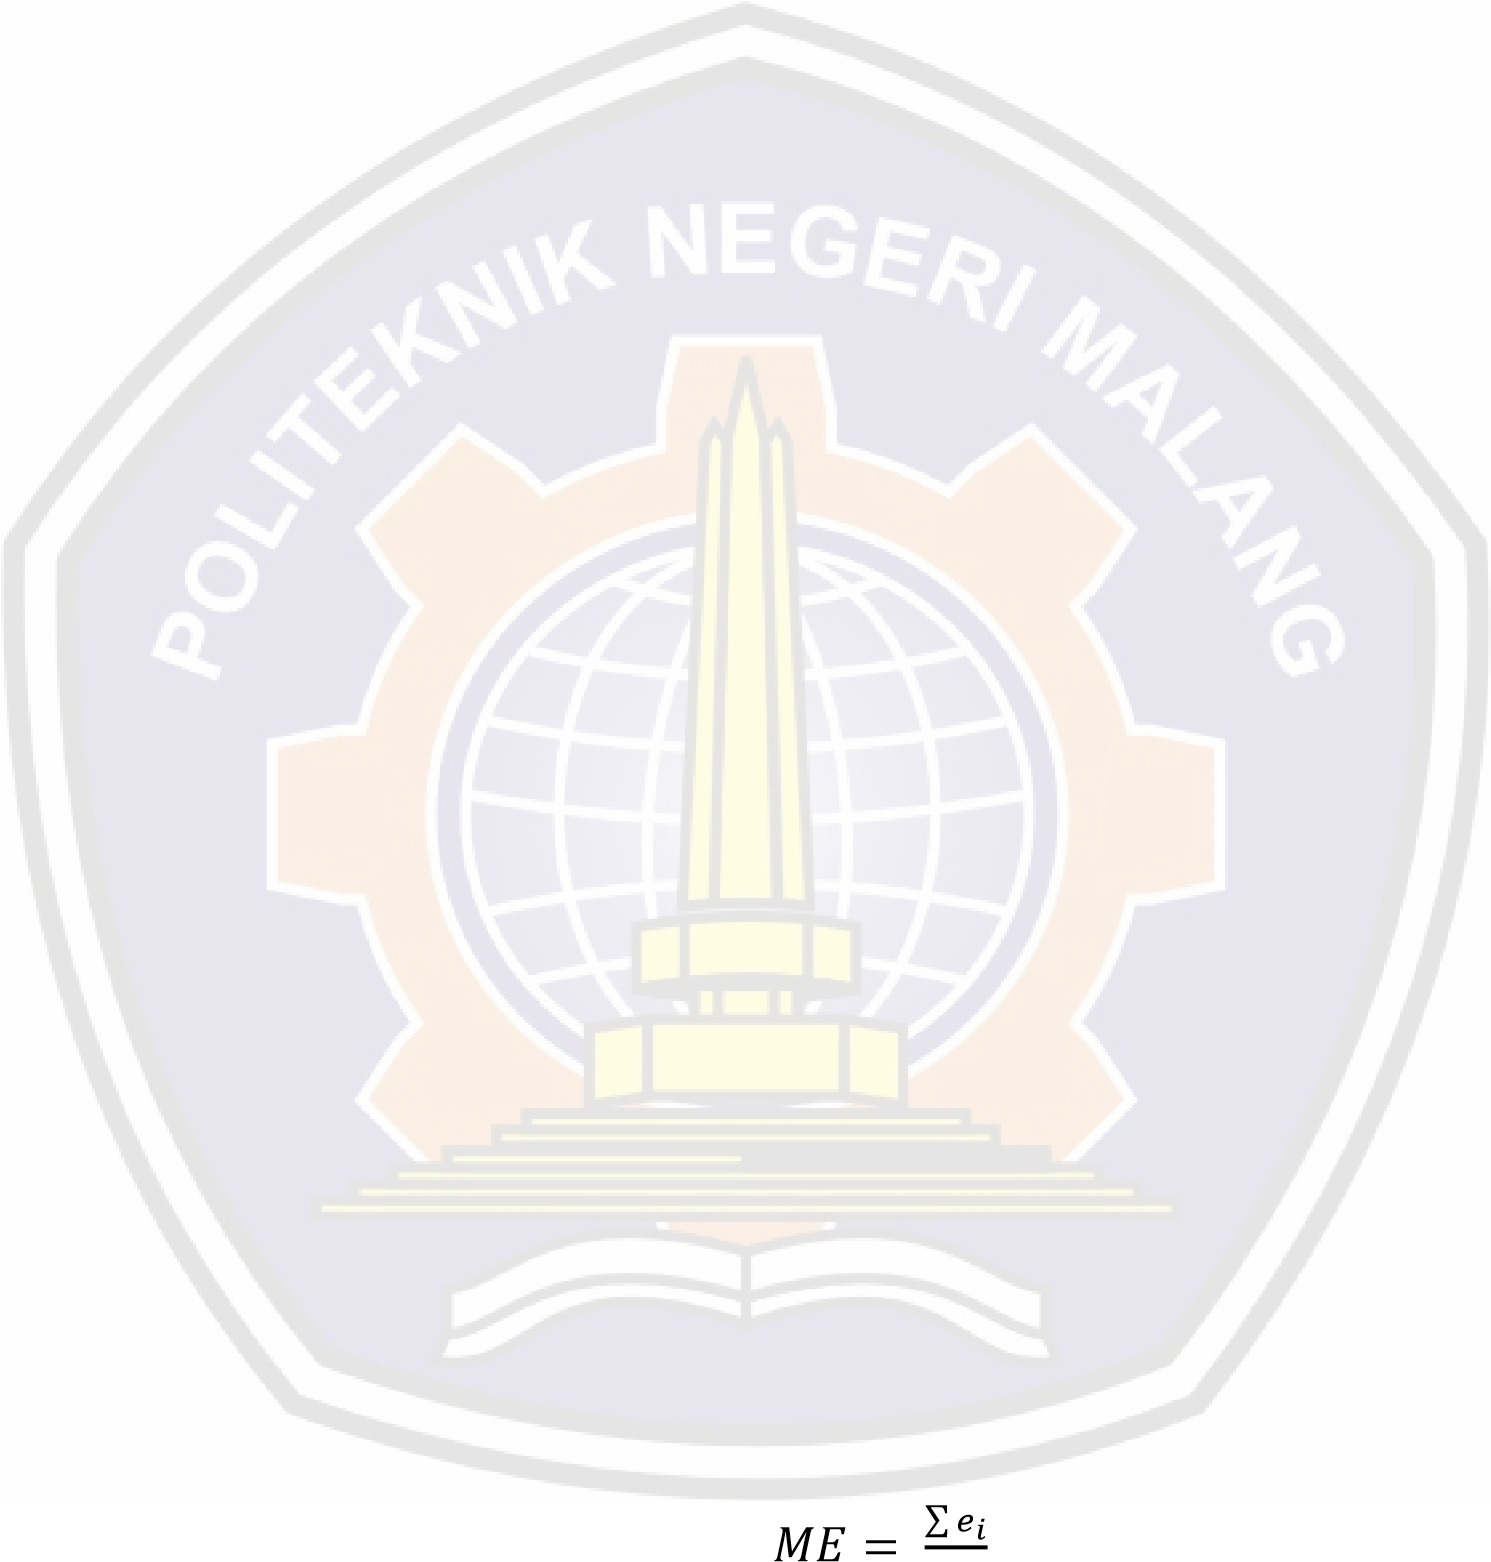 POLITEKNIK NEGERI MALANG
ME = ∑ eᵢ